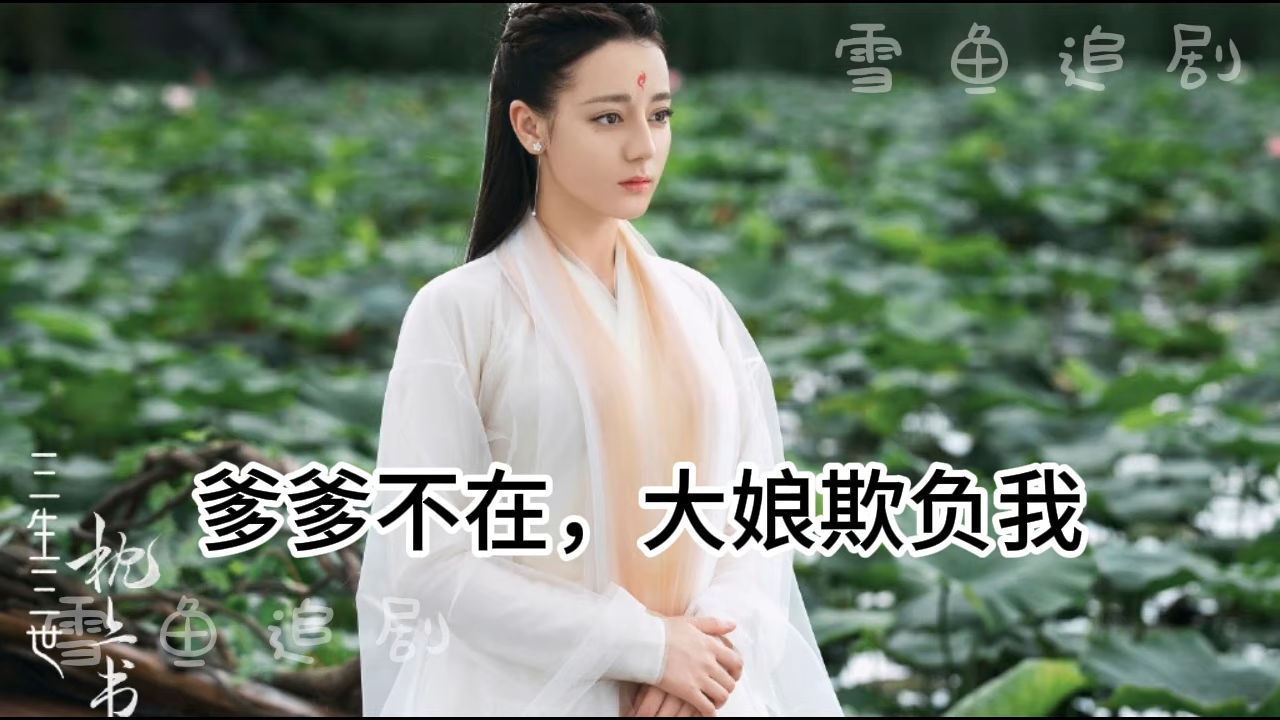 雪鱼追剧
爹爹不在，大娘欺负我
三生三世
枕上书
雪鱼追剧